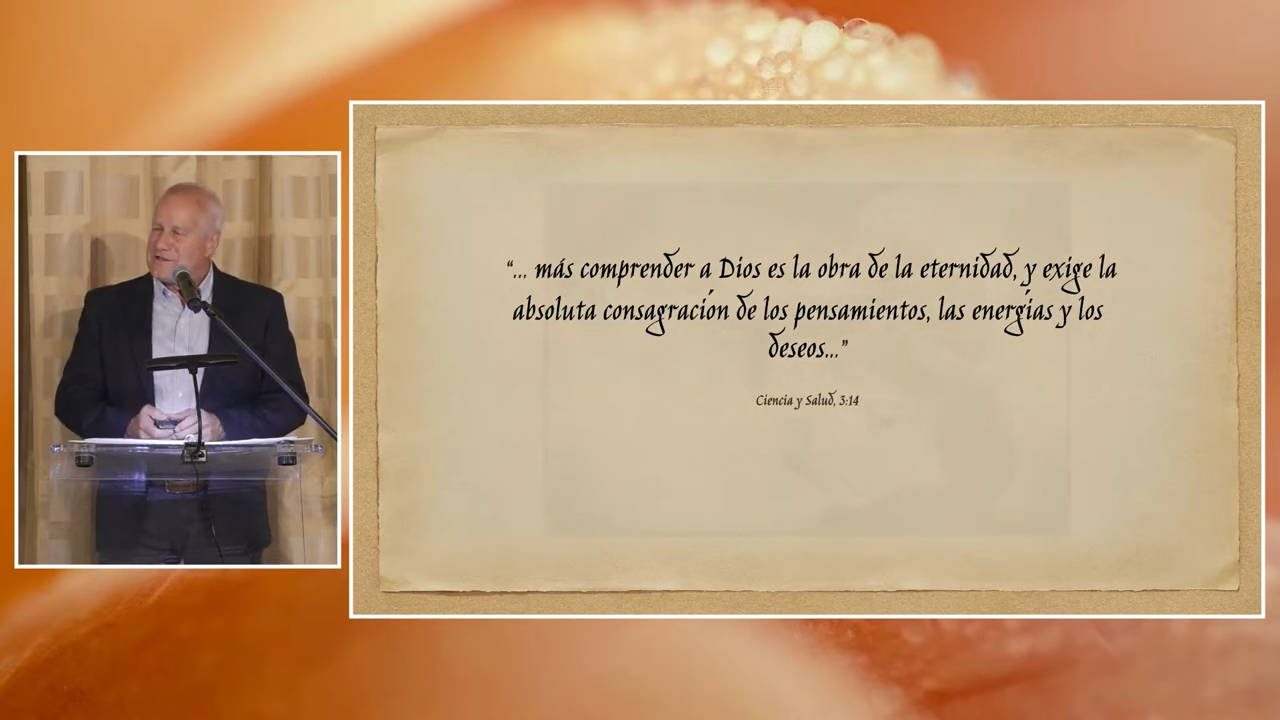 “... más comprender a Dios es la obra de la eternidad, y exige la
absoluta consagración de los pensamientos, las energías y los
deseos...”
Ciencia y Salud, 3:14